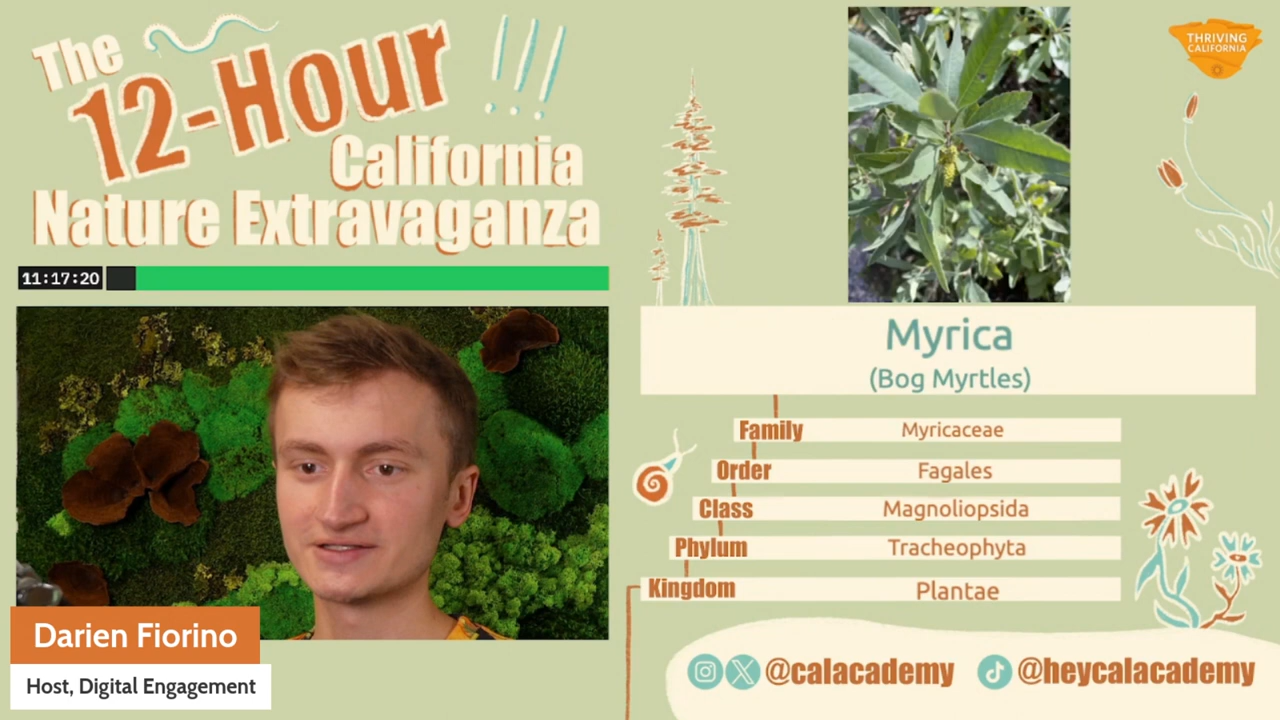 The
12-Hour
!!!
California
Nature Extravaganza
THRIVING
CALIFORNIA
11:17:20
Myrica
(Bog Myrtles)
Family Myricaceae
Order Fagales
Class Magnoliopsida
Phylum Tracheophyta
Kingdom Plantae
Darien Fiorino
Host, Digital Engagement
@calacademy @heycalacademy